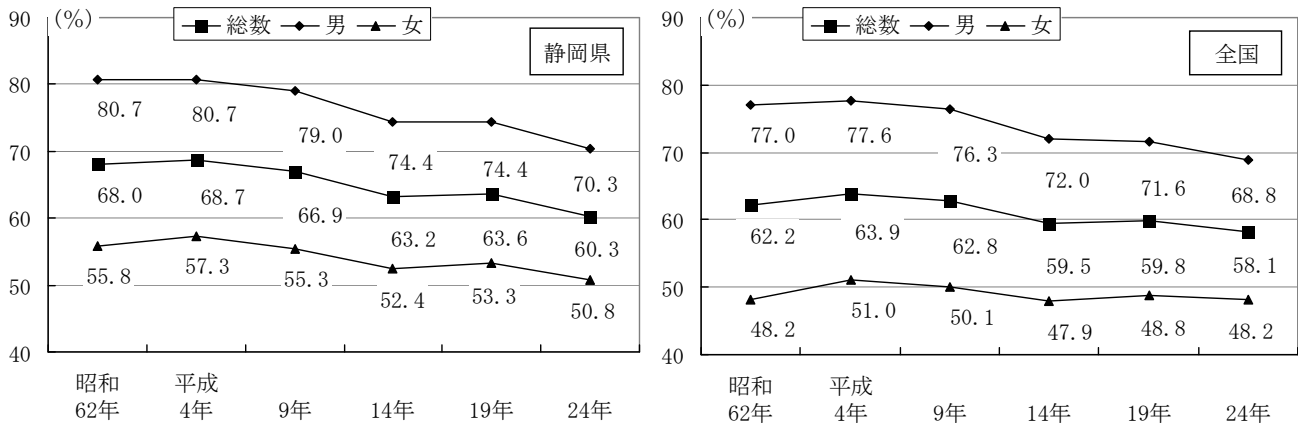 (%)
総数 男 女
静岡県
90
80
70
60
50
40
80.7 80.7 79.0 74.4 74.4 70.3
68.0 68.7 66.9 63.2 63.6 60.3
55.8 57.3 55.3 52.4 53.3 50.8
昭和 平成
62年 4年 9年 14年 19年 24年
(%)
総数 男 女
全国
90
80
70
60
50
40
77.0 77.6 76.3 72.0 71.6 68.8
62.2 63.9 62.8 59.5 59.8 58.1
48.2 51.0 50.1 47.9 48.8 48.2
昭和 平成
62年 4年 9年 14年 19年 24年